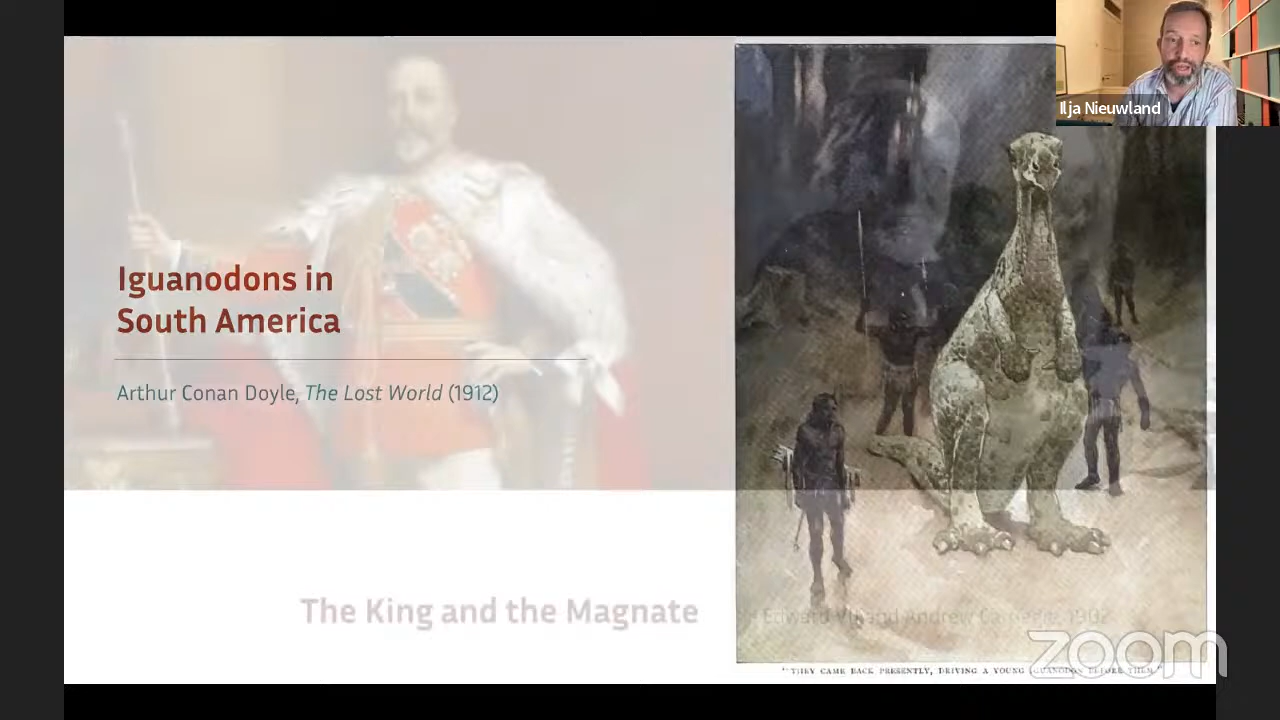 Ilja Nieuwland
Iguanodons in
South America
Arthur Conan Doyle, The Lost World (1912)
The King and the Magnate
Edward VII and Andrew Carnegie, 1902
zoom
"THEY CAME BACK PRESENTLY, DRIVING A YOUNG IGUANODON BEFORE THEM"